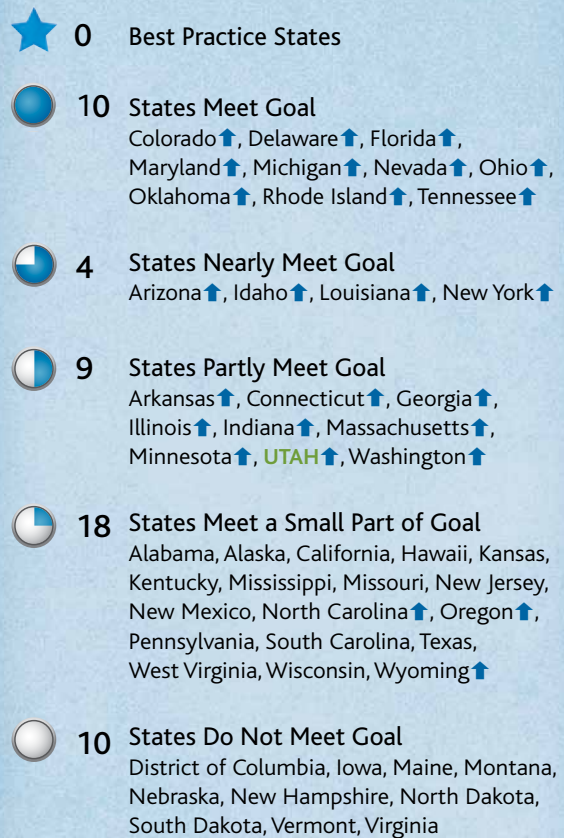 0 Best Practice States
10 States Meet Goal
Colorado⬆, Delaware⬆, Florida⬆,
Maryland⬆, Michigan⬆, Nevada⬆, Ohio⬆,
Oklahoma⬆, Rhode Island⬆, Tennessee⬆
4 States Nearly Meet Goal
Arizona⬆, Idaho⬆, Louisiana⬆, New York⬆
9 States Partly Meet Goal
Arkansas⬆, Connecticut⬆, Georgia⬆,
Illinois⬆, Indiana⬆, Massachusetts⬆,
Minnesota⬆, UTAH⬆, Washington⬆
18 States Meet a Small Part of Goal
Alabama, Alaska, California, Hawaii, Kansas,
Kentucky, Mississippi, Missouri, New Jersey,
New Mexico, North Carolina⬆, Oregon⬆,
Pennsylvania, South Carolina, Texas,
West Virginia, Wisconsin, Wyoming⬆
10 States Do Not Meet Goal
District of Columbia, Iowa, Maine, Montana,
Nebraska, New Hampshire, North Dakota,
South Dakota, Vermont, Virginia